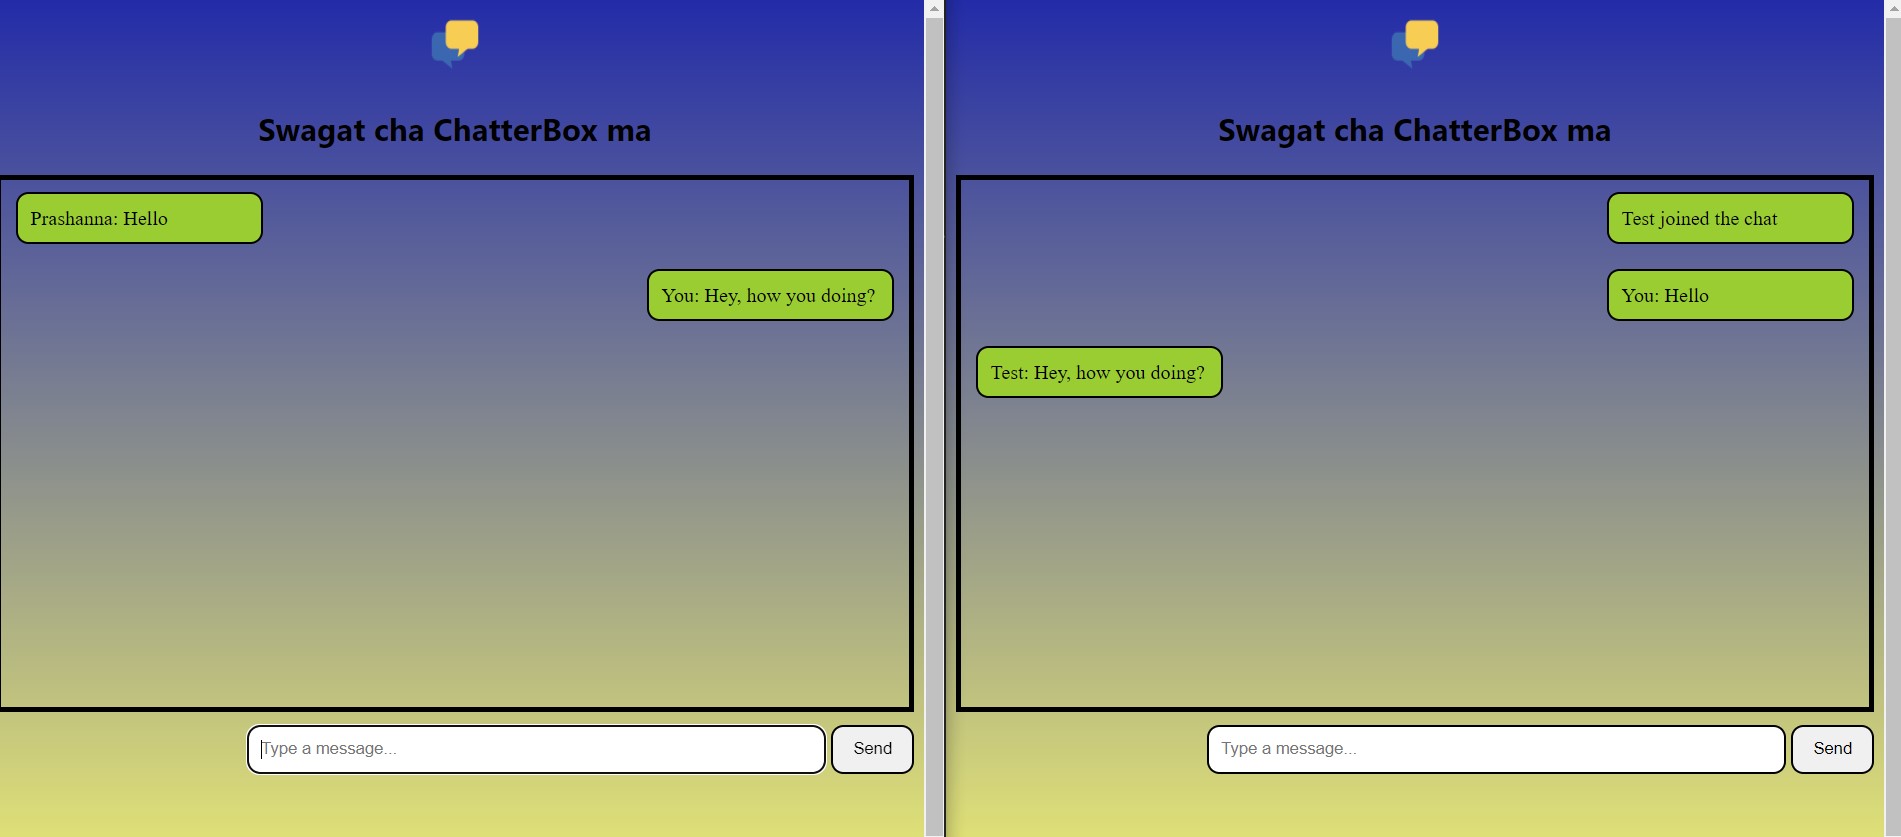 Swagat cha ChatterBox ma
Prashanna: Hello
You: Hey, how you doing?
Type a message...
Send
Swagat cha ChatterBox ma
Test joined the chat
You: Hello
Test: Hey, how you doing?
Type a message...
Send